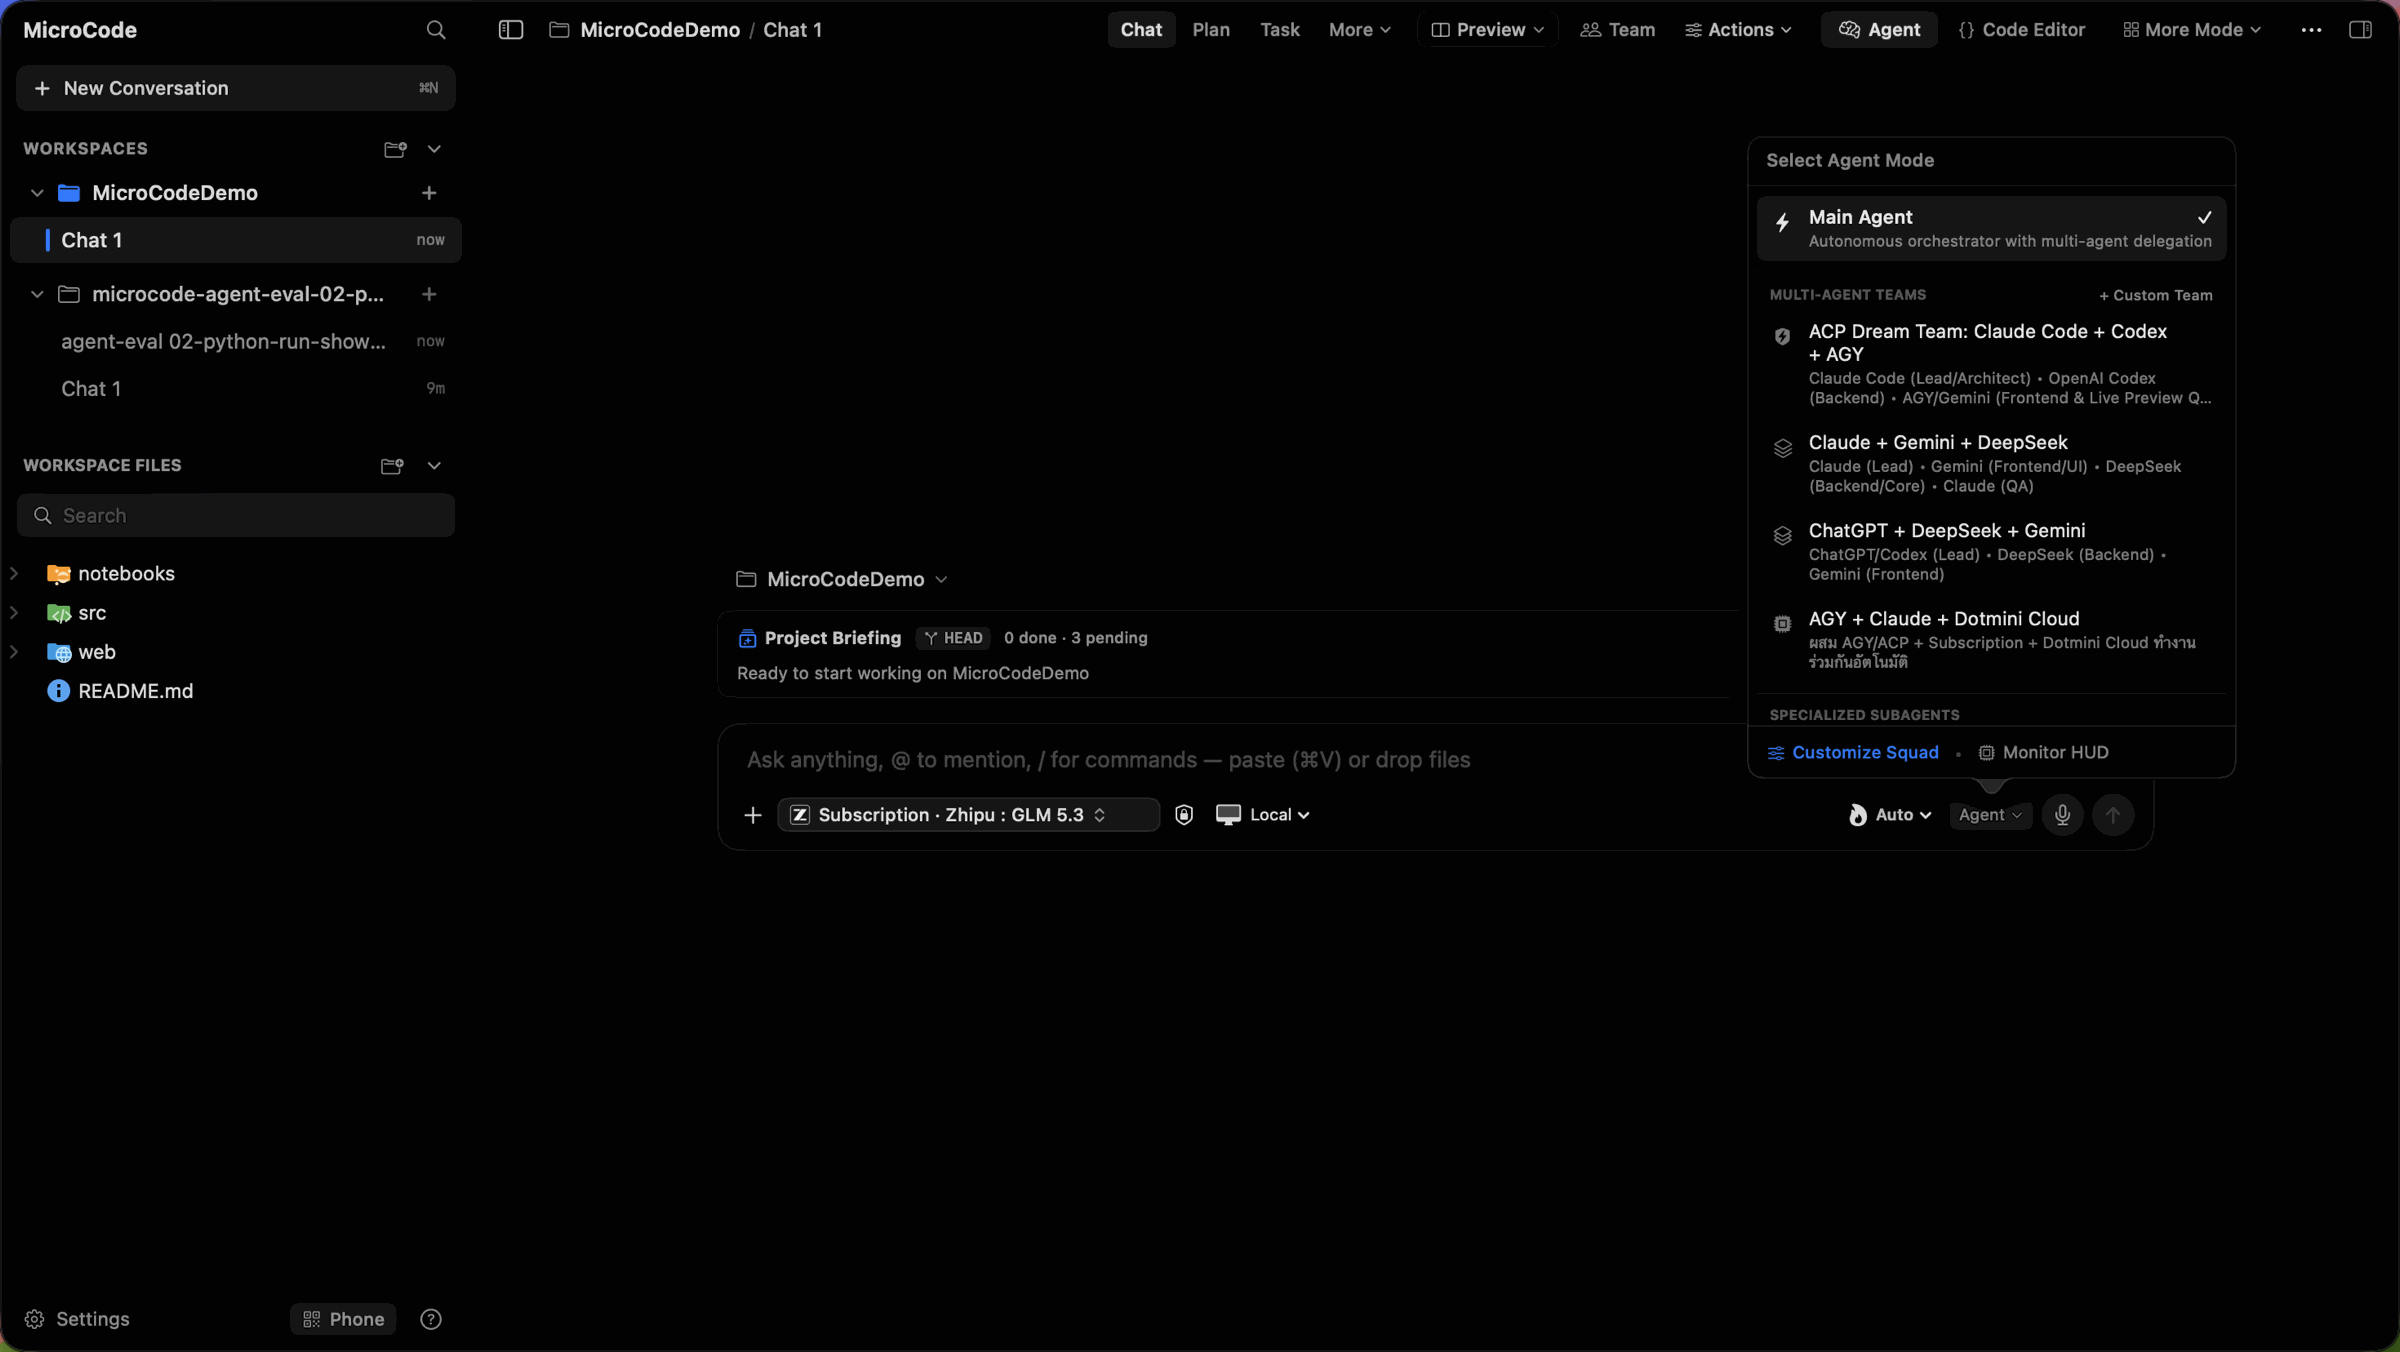 MicroCode
New Conversation ⌘N
WORKSPACES
MicroCodeDemo
Chat 1 now
microcode-agent-eval-02-p...
agent-eval 02-python-run-show... now
Chat 1 9m
WORKSPACE FILES
Search
notebooks
src
web
README.md
Settings
Phone
MicroCodeDemo / Chat 1
Chat Plan Task More Preview Team Actions Agent {} Code Editor More Mode
MicroCodeDemo
Project Briefing HEAD 0 done · 3 pending
Ready to start working on MicroCodeDemo
Ask anything, @ to mention, / for commands — paste (⌘V) or drop files
Subscription · Zhipu : GLM 5.3 Local Auto Agent
Select Agent Mode
Main Agent
Autonomous orchestrator with multi-agent delegation
MULTI-AGENT TEAMS + Custom Team
ACP Dream Team: Claude Code + Codex
+ AGY
Claude Code (Lead/Architect) • OpenAI Codex
(Backend) • AGY/Gemini (Frontend & Live Preview Q...
Claude + Gemini + DeepSeek
Claude (Lead) • Gemini (Frontend/UI) • DeepSeek
(Backend/Core) • Claude (QA)
ChatGPT + DeepSeek + Gemini
ChatGPT/Codex (Lead) • DeepSeek (Backend) •
Gemini (Frontend)
AGY + Claude + Dotmini Cloud
ผสม AGY/ACP + Subscription + Dotmini Cloud ทำงาน
ร่วมกันอัตโนมัติ
SPECIALIZED SUBAGENTS
Customize Squad • Monitor HUD